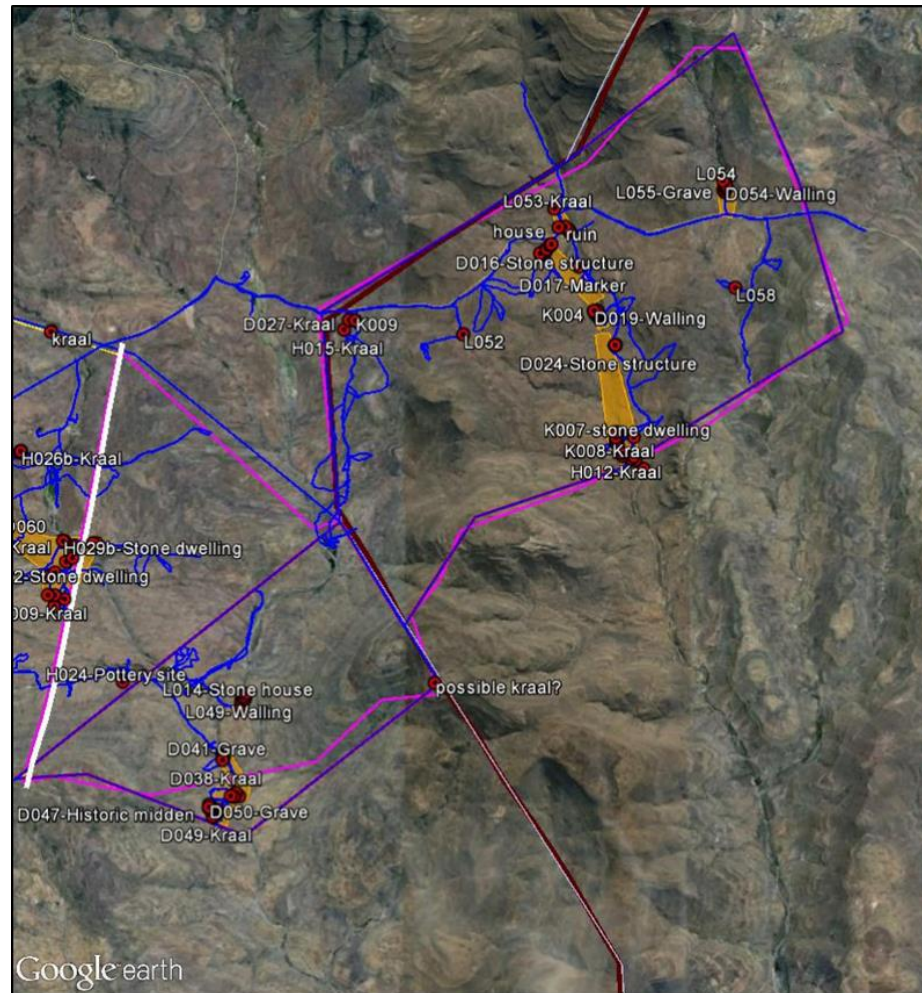 L054
L055-Grave
D054-Walling
L053-Kraal
house
ruin
D016-Stone structure
D017-Marker
L058
K004
D019-Walling
D027-Kraal
K009
kraal
H015-Kraal
L052
D024-Stone structure
K007-stone dwelling
K008-Kraal
H026b-Kraal
H012-Kraal
Kraal
H029b-Stone dwelling
2-Stone dwelling
009-Kraal
H024-Pottery site
L014-Stone house
possible kraal?
L049-Walling
D041-Grave
D038-Kraal
D047-Historic midden
D050-Grave
D049-Kraal
Google earth